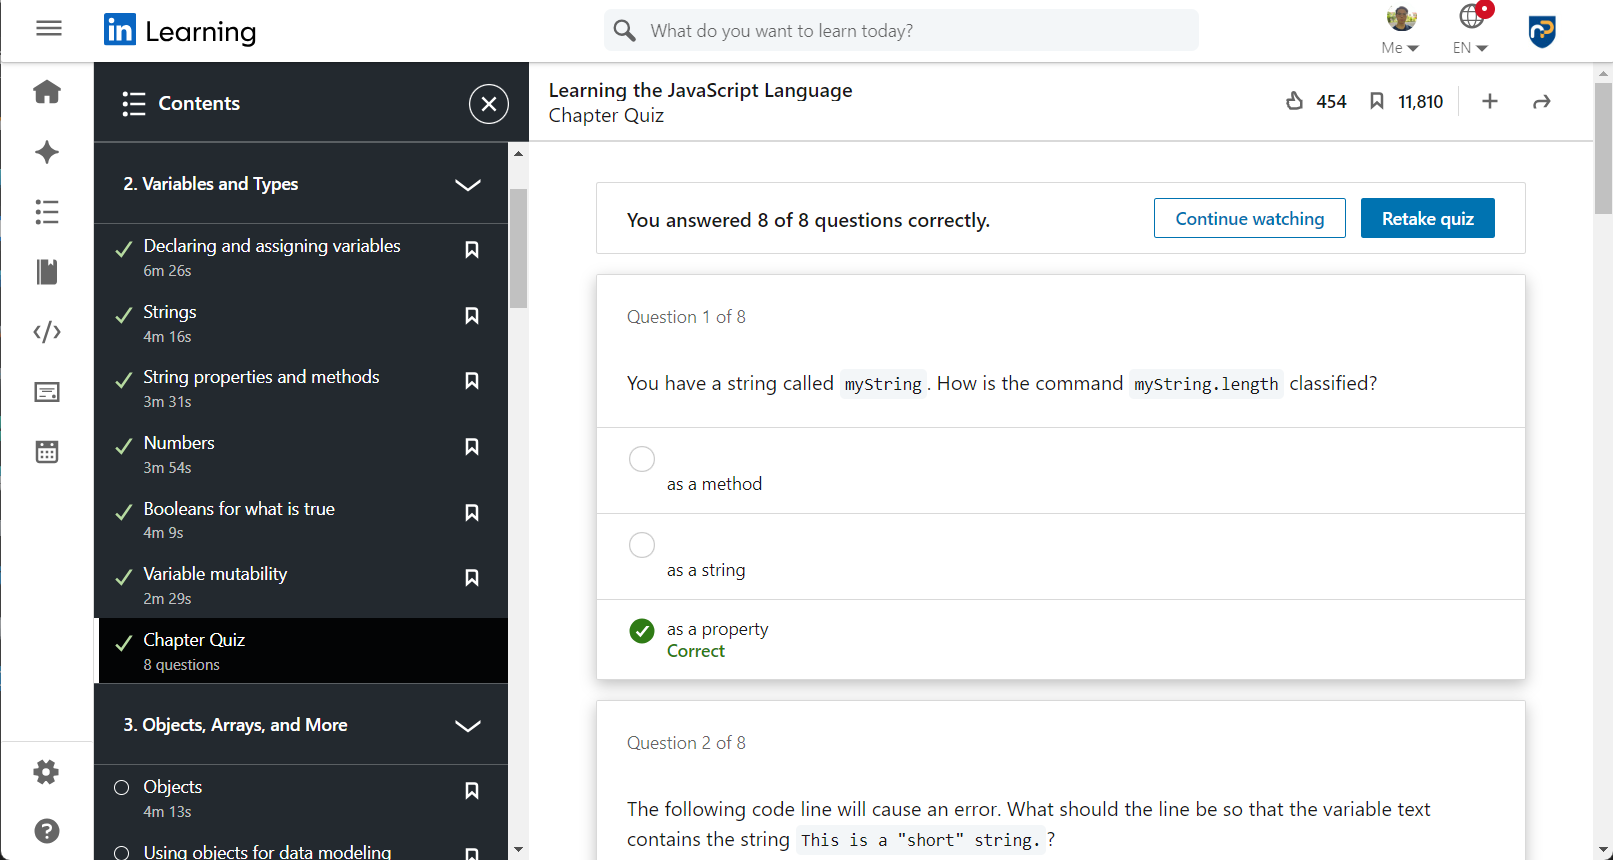 in Learning
What do you want to learn today?
Me
EN
Contents
2. Variables and Types
Declaring and assigning variables
6m 26s
Strings
4m 16s
String properties and methods
3m 31s
Numbers
3m 54s
Booleans for what is true
4m 9s
Variable mutability
2m 29s
Chapter Quiz
8 questions
3. Objects, Arrays, and More
Objects
4m 13s
Using objects for data modeling
Learning the JavaScript Language
Chapter Quiz
454
11,810
You answered 8 of 8 questions correctly.
Continue watching
Retake quiz
Question 1 of 8
You have a string called myString. How is the command myString.length classified?
as a method
as a string
as a property
Correct
Question 2 of 8
The following code line will cause an error. What should the line be so that the variable text
contains the string This is a "short" string. ?